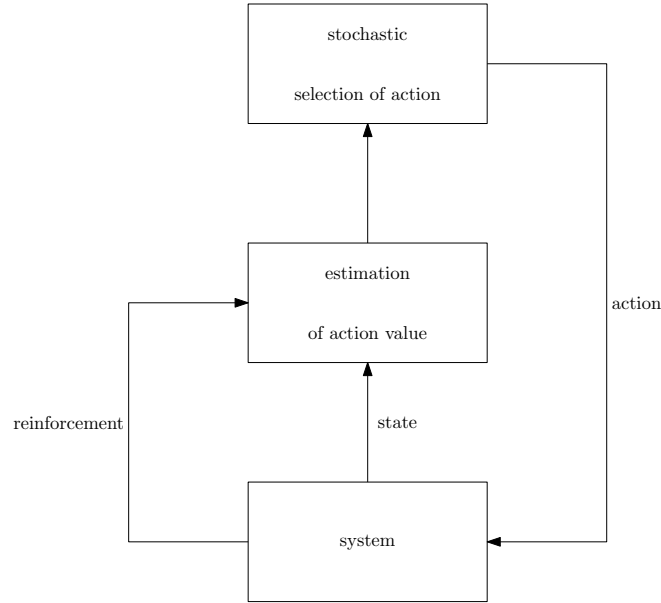 stochastic
selection of action
estimation
of action value
action
reinforcement
state
system